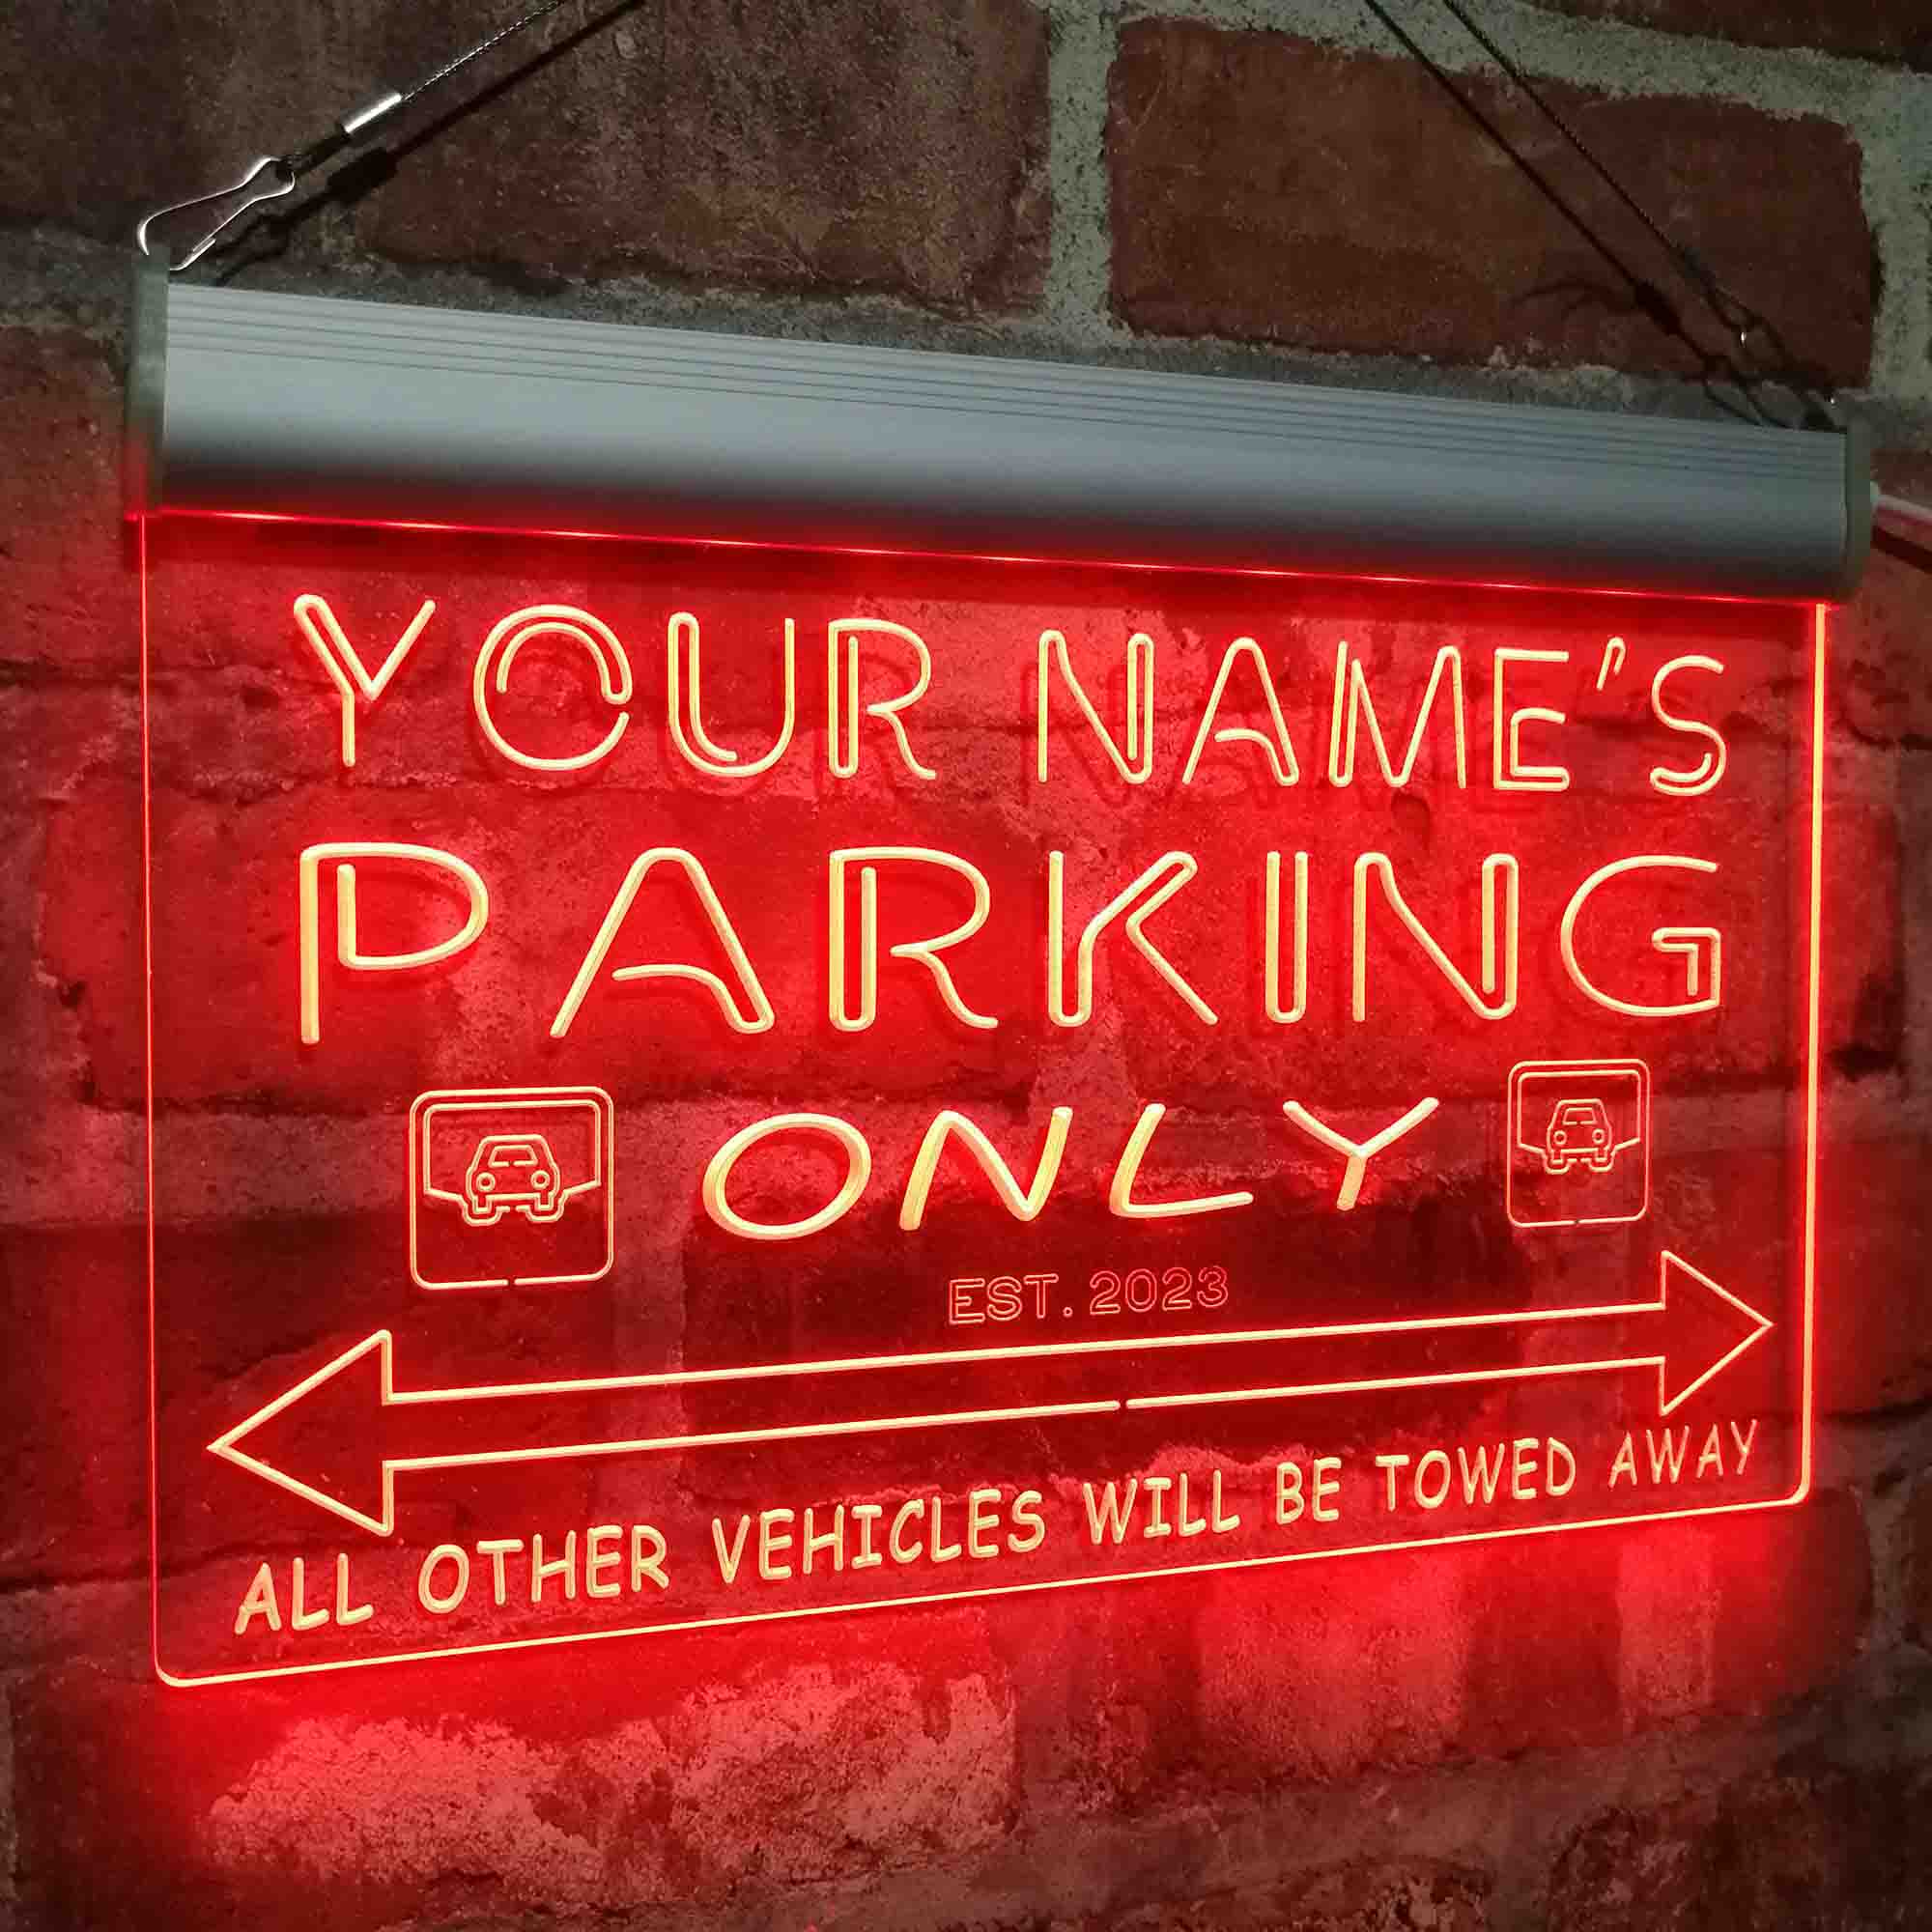 YOUR NAME'S
PARKING
ONLY
EST. 2023
ALL OTHER VEHICLES WILL BE TOWED AWAY